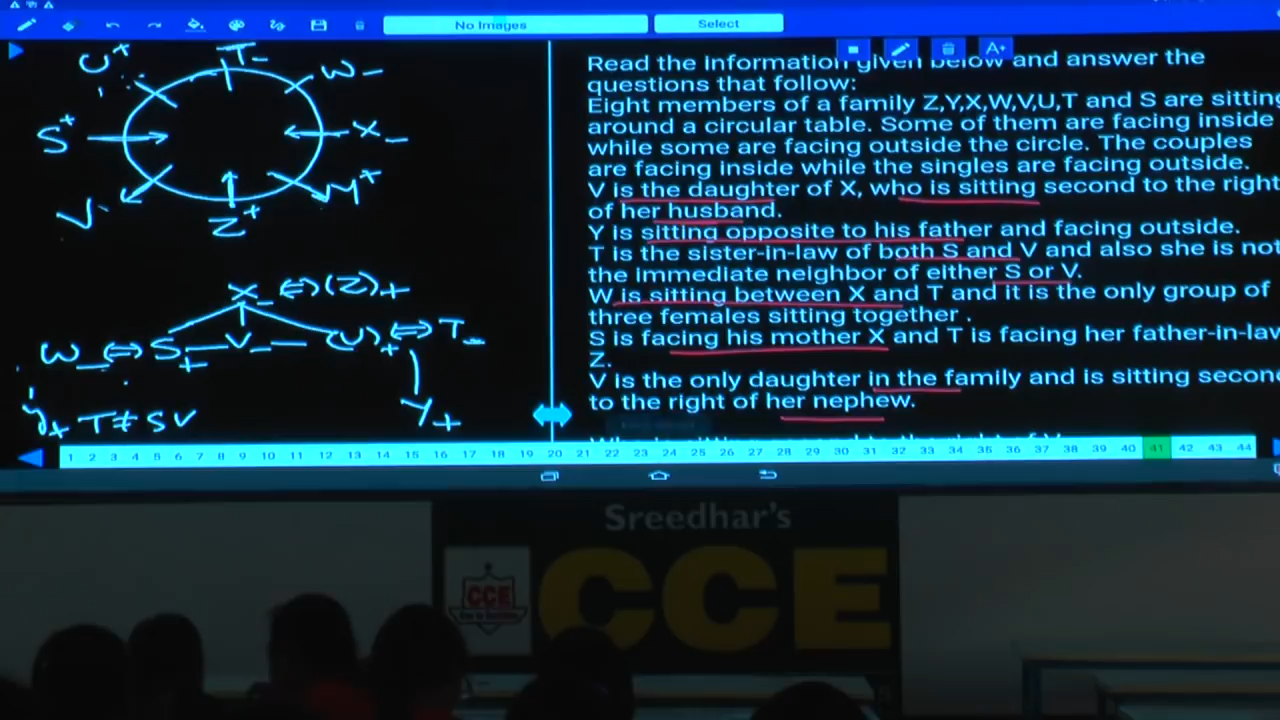 No Images Select
U+ T- W-
S+ X-
V- Y+
Z+
X- ⇔ (Z)+
W- ⇔ S+ — V- — (U)+ ⇔ T-
Y+
Y+ T≠ S V
A+
Read the information given below and answer the
questions that follow:
Eight members of a family Z,Y,X,W,V,U,T and S are sitting
around a circular table. Some of them are facing inside
while some are facing outside the circle. The couples
are facing inside while the singles are facing outside.
V is the daughter of X, who is sitting second to the right
of her husband.
Y is sitting opposite to his father and facing outside.
T is the sister-in-law of both S and V and also she is not
the immediate neighbor of either S or V.
W is sitting between X and T and it is the only group of
three females sitting together .
S is facing his mother X and T is facing her father-in-law
Z.
V is the only daughter in the family and is sitting second
to the right of her nephew.
1 2 3 4 5 6 7 8 9 10 11 12 13 14 15 16 17 18 19 20 21 22 23 24 25 26 27 28 29 30 31 32 33 34 35 36 37 38 39 40 41 42 43 44
Sreedhar's
CCE
CCE